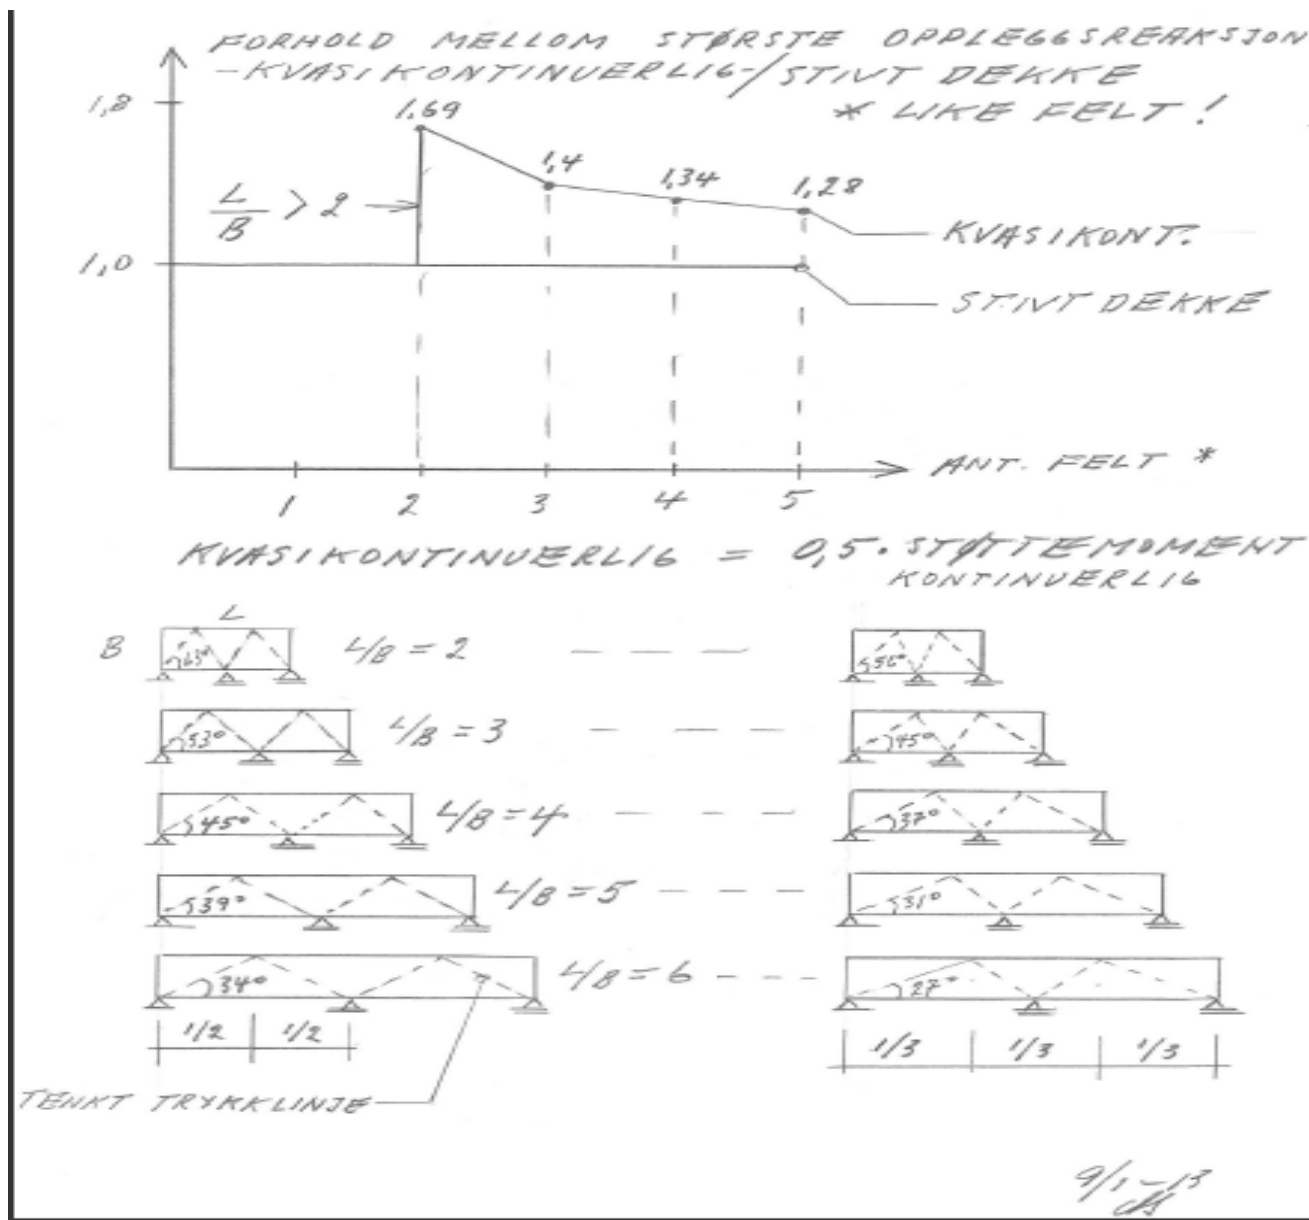 FORHOLD MELLOM STØRSTE OPPLEGGSREAKSJON
-KVASIKONTINUERLIG-/STIVT DEKKE
* LIKE FELT !
1,8
1,69
1,4
1,34
1,28
L/B > 2
KVASIKONT.
1,0
STIVT DEKKE
ANT. FELT *
1 2 3 4 5
KVASIKONTINUERLIG = 0,5 · STØTTEMOMENT
KONTINUERLIG
L
B 63° L/B = 2 56°
53° L/B = 3 45°
45° L/B = 4 37°
39° L/B = 5 31°
34° L/B = 6 27°
1/2 1/2 1/3 1/3 1/3
TENKT TRYKKLINJE
9/1-13